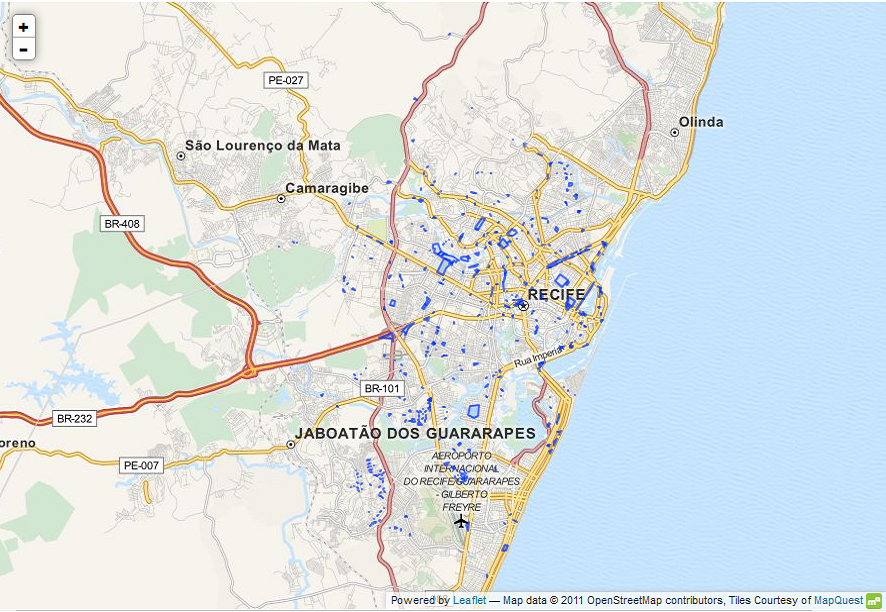 +
-
PE-027
Olinda
São Lourenço da Mata
Camaragibe
BR-408
RECIFE
Rua Imperia
BR-101
BR-232
JABOATÃO DOS GUARARAPES
oreno
AEROPORTO
INTERNACIONAL
DO RECIFE/GUARARAPES
- GILBERTO
FREYRE
PE-007
Powered by Leaflet — Map data © 2011 OpenStreetMap contributors, Tiles Courtesy of MapQuest